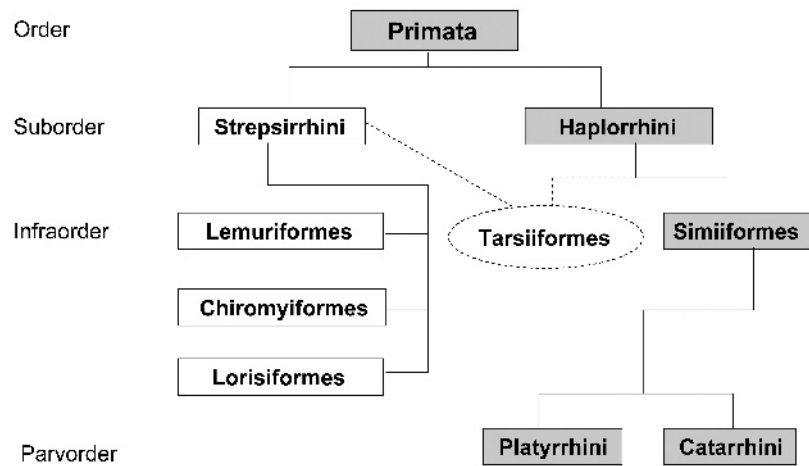 Order
Primata
Suborder
Strepsirrhini
Haplorrhini
Infraorder
Lemuriformes
Tarsiiformes
Simiiformes
Chiromyiformes
Lorisiformes
Parvorder
Platyrrhini
Catarrhini